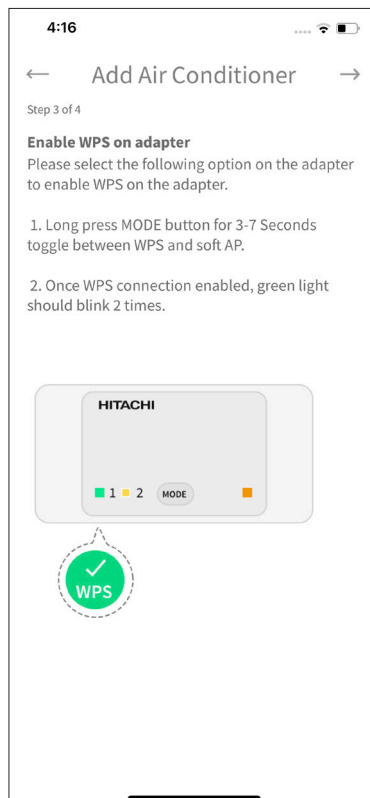 4:16
Add Air Conditioner
Step 3 of 4
Enable WPS on adapter
Please select the following option on the adapter
to enable WPS on the adapter.
1. Long press MODE button for 3-7 Seconds
toggle between WPS and soft AP.
2. Once WPS connection enabled, green light
should blink 2 times.
HITACHI
1 2 MODE
WPS